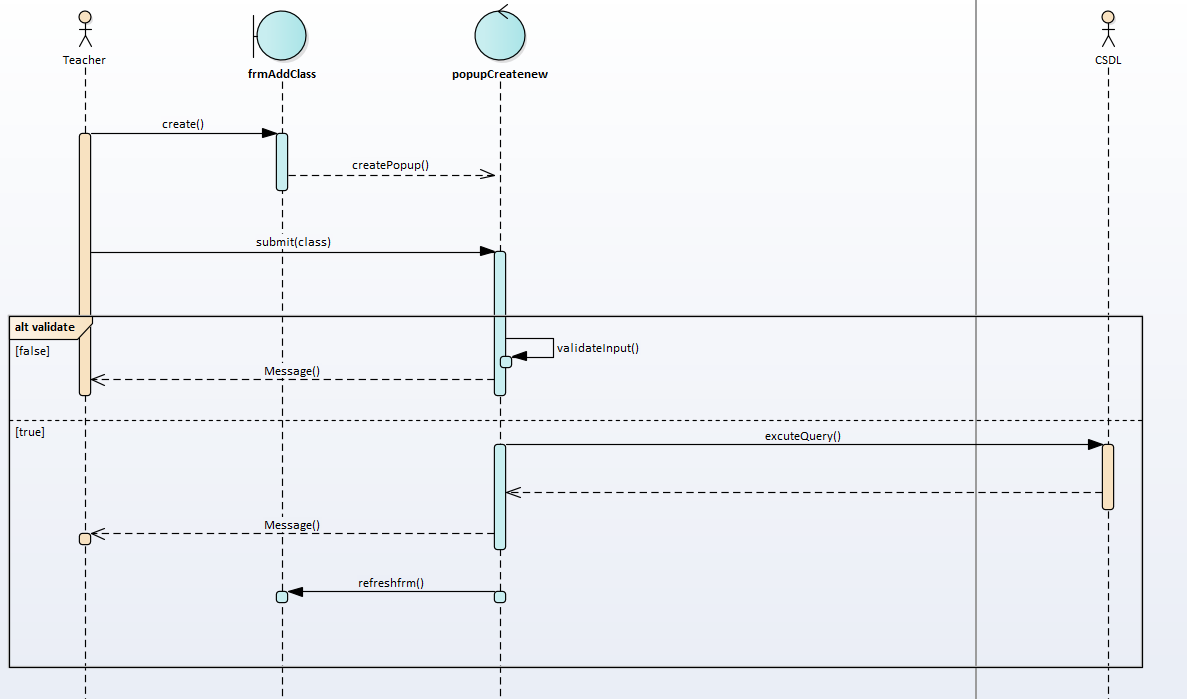 Teacher
frmAddClass
popupCreatenew
CSDL
create()
createPopup()
submit(class)
alt validate
[false]
validateInput()
Message()
[true]
excuteQuery()
Message()
refreshfrm()